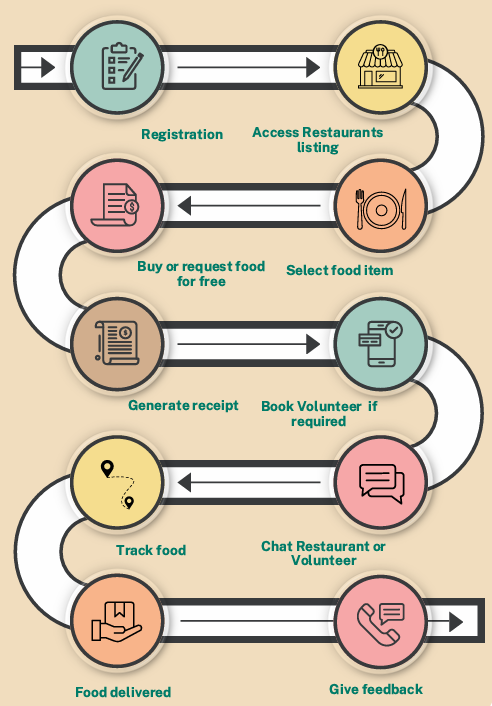 Registration
Access Restaurants
listing
Buy or request food
for free
Select food item
Generate receipt
Book Volunteer if
required
Track food
Chat Restaurant or
Volunteer
Food delivered
Give feedback